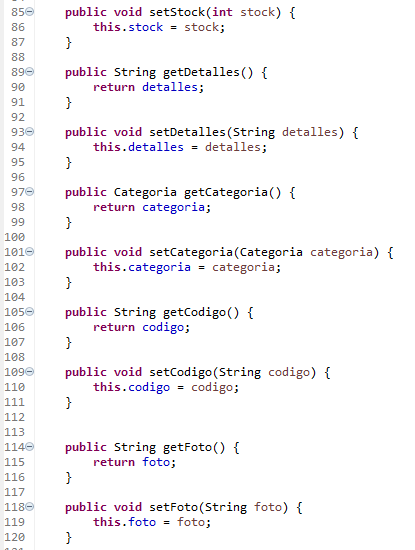 85 public void setStock(int stock) {
86 this.stock = stock;
87 }
88
89 public String getDetalles() {
90 return detalles;
91 }
92
93 public void setDetalles(String detalles) {
94 this.detalles = detalles;
95 }
96
97 public Categoria getCategoria() {
98 return categoria;
99 }
100
101 public void setCategoria(Categoria categoria) {
102 this.categoria = categoria;
103 }
104
105 public String getCodigo() {
106 return codigo;
107 }
108
109 public void setCodigo(String codigo) {
110 this.codigo = codigo;
111 }
112
113
114 public String getFoto() {
115 return foto;
116 }
117
118 public void setFoto(String foto) {
119 this.foto = foto;
120 }